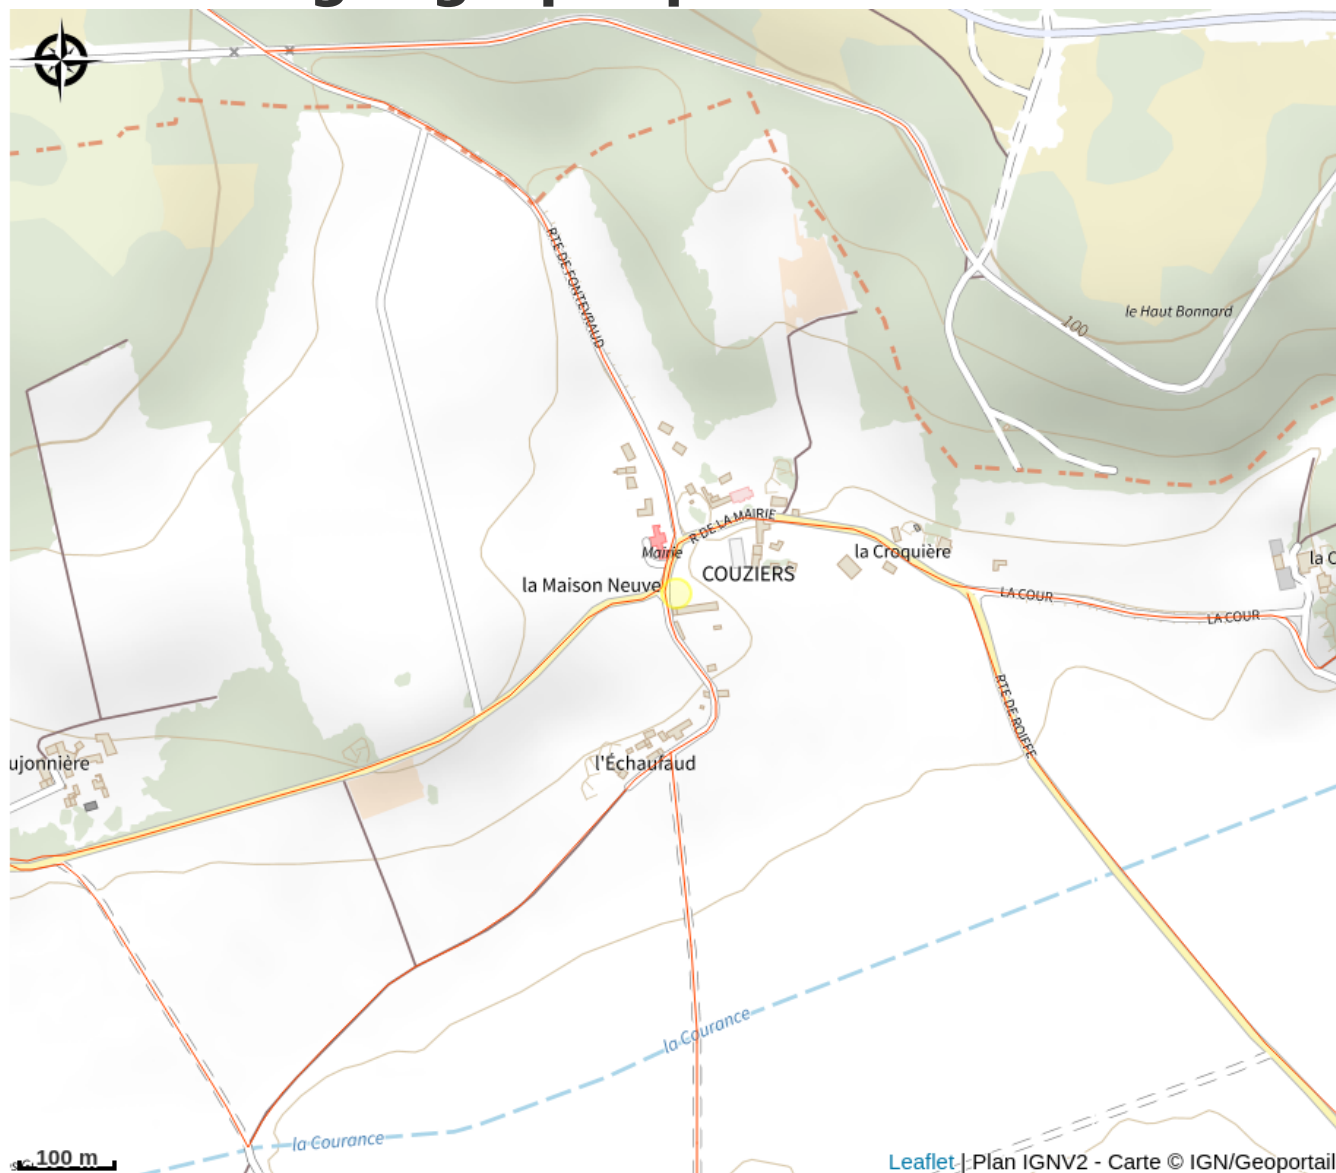 le Haut Bonnard
100
RTE DE FONTEVRAUD
R DE LA MAIRIE
Mairie
la Croquière
la C
COUZIERS
la Maison Neuve
LA COUR
LA COUR
RTE DE ROIFFE
ujonnière
l'Échaufaud
la Courance
la Courance
100 m
Leaflet | Plan IGNV2 - Carte © IGN/Geoportail